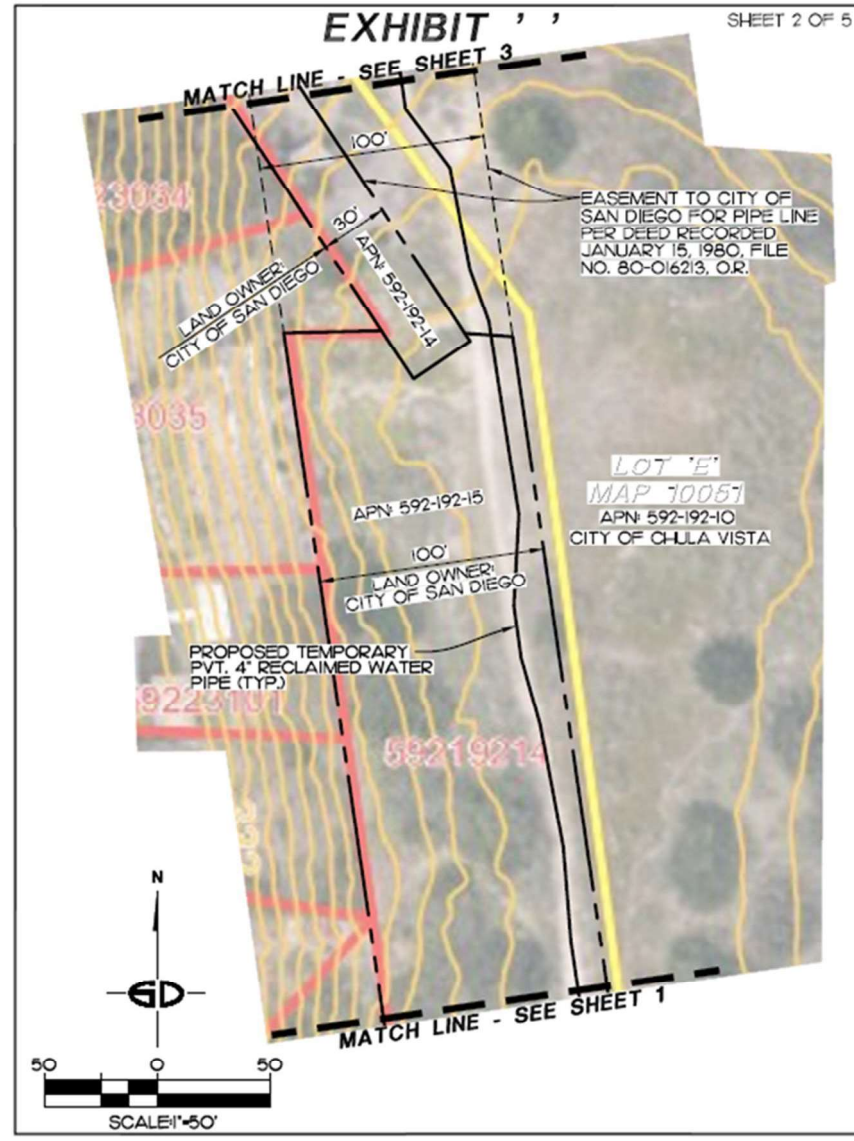 EXHIBIT ' '
SHEET 2 OF 5
MATCH LINE - SEE SHEET 3
100'
23034
30'
EASEMENT TO CITY OF
SAN DIEGO FOR PIPE LINE
PER DEED RECORDED
JANUARY 15, 1980, FILE
NO. 80-016213, O.R.
LAND OWNER:
CITY OF SAN DIEGO
APN: 592-192-14
3035
LOT "E"
MAP 10051
APN: 592-192-10
CITY OF CHULA VISTA
APN: 592-192-15
100'
LAND OWNER:
CITY OF SAN DIEGO
PROPOSED TEMPORARY
PVT. 4" RECLAIMED WATER
PIPE (TYP.)
59219214
N
GD
MATCH LINE - SEE SHEET 1
50 0 50
SCALE:1"=50'